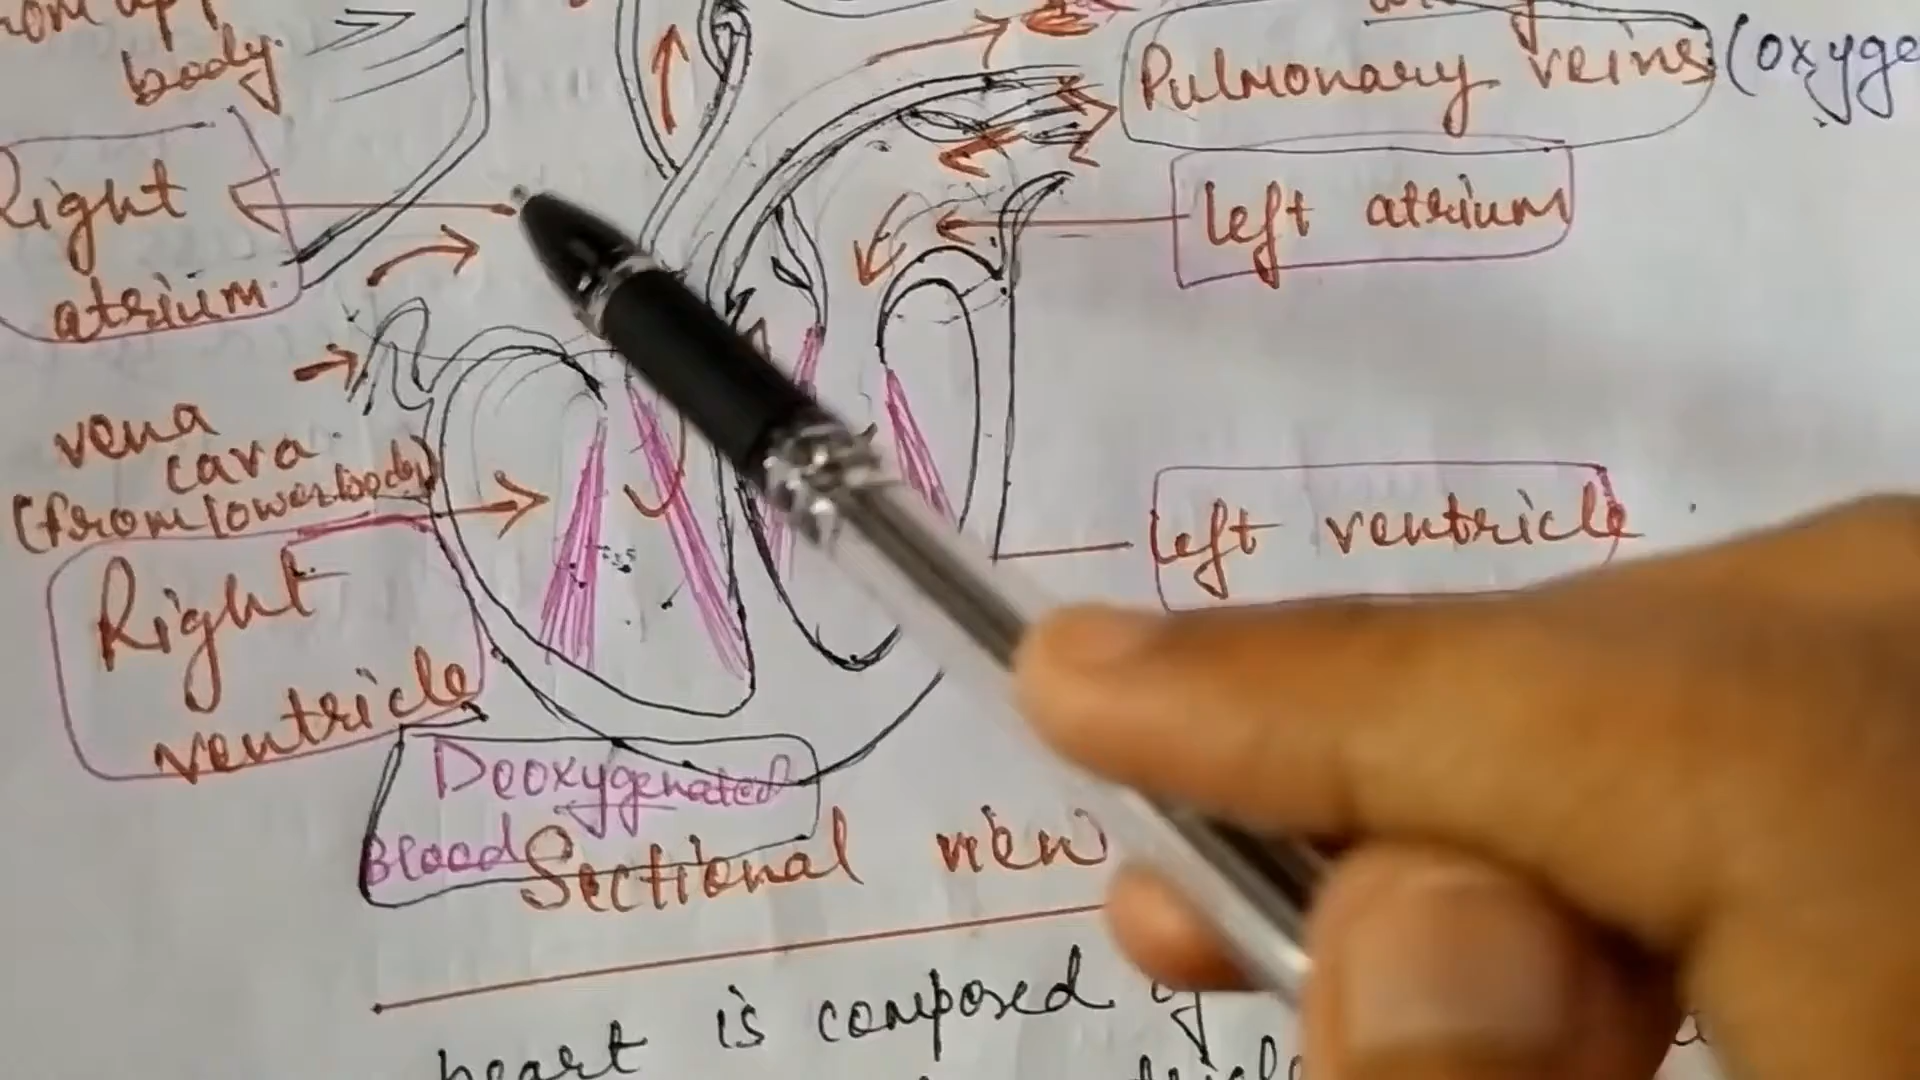 body.
Pulmonary veins (oxyge
Right
atrium
left atrium
vena
cava
(from lower body)
left ventricle
Right
ventricle
Deoxygenated
Blood
Sectional view
heart is composed of